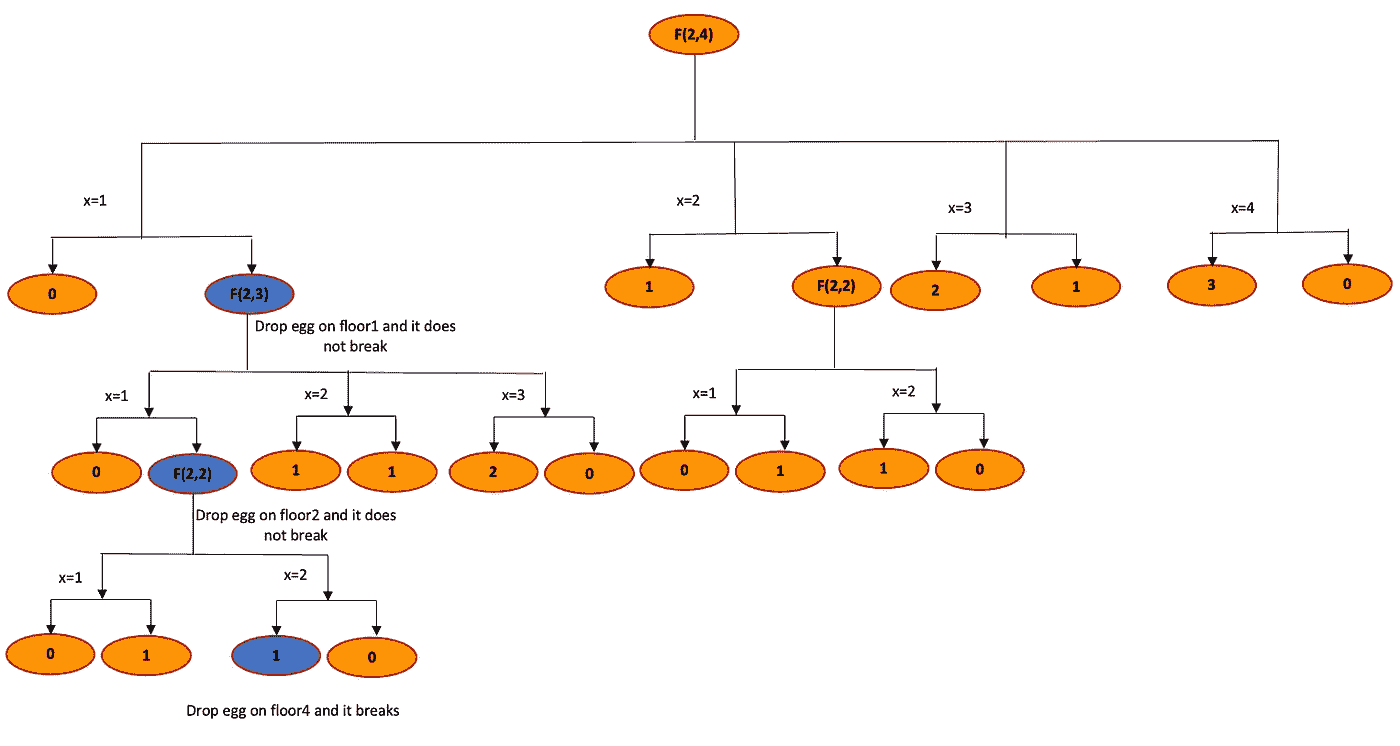 F(2,4)
x=1
x=2
x=3
x=4
0
F(2,3)
1
F(2,2)
2
1
3
0
Drop egg on floor1 and it does
not break
x=1
x=2
x=3
x=1
x=2
0
F(2,2)
1
1
2
0
0
1
1
0
Drop egg on floor2 and it does
not break
x=1
x=2
0
1
1
0
Drop egg on floor4 and it breaks